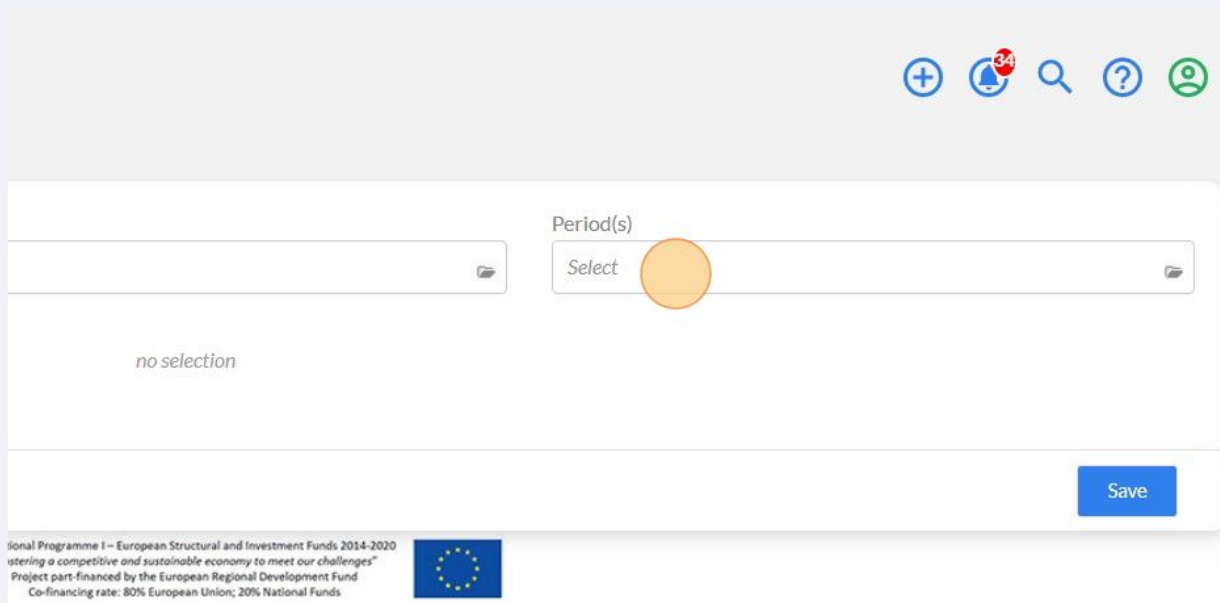 34
Period(s)
Select
no selection
Save
tional Programme I – European Structural and Investment Funds 2014-2020
stering a competitive and sustainable economy to meet our challenges"
Project part-financed by the European Regional Development Fund
Co-financing rate: 80% European Union; 20% National Funds